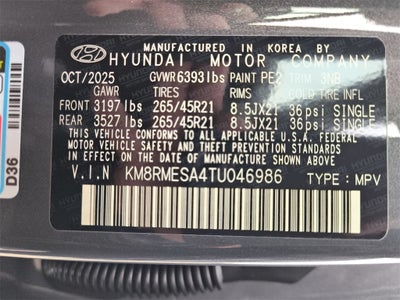 MANUFACTURED IN KOREA BY
HYUNDAI MOTOR COMPANY
OCT/2025 GVWR 6393 lbs PAINT PE2 TRIM 3NB
GAWR TIRES RIMS COLD TIRE INFL
FRONT 3197 lbs 265/45R21 8.5JX21 36psi SINGLE
REAR 3527 lbs 265/45R21 8.5JX21 36psi SINGLE
THIS VEHICLE CONFORMS TO ALL APPLICABLE U.S. FEDERAL
MOTOR VEHICLE SAFETY AND THEFT PREVENTION STANDARDS
IN EFFECT ON THE DATE OF MANUFACTURE SHOWN ABOVE.
V.I.N KM8RMESA4TU046986 TYPE: MPV
D36